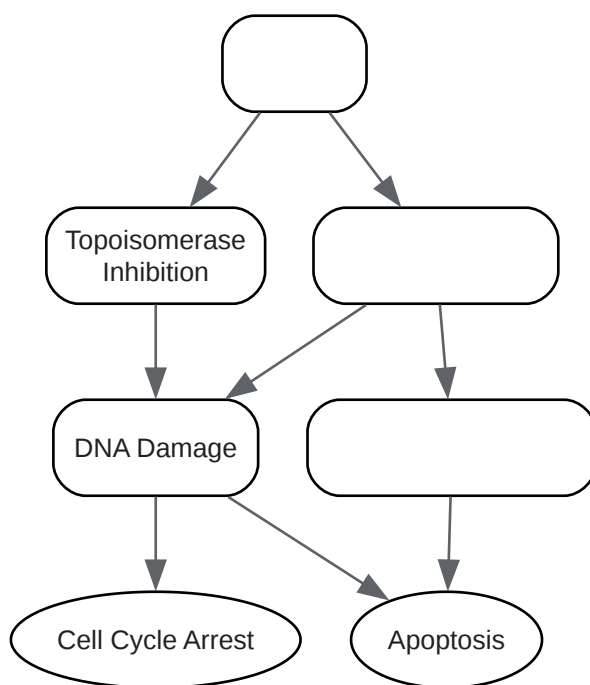 Topoisomerase
Inhibition
DNA Damage
Cell Cycle Arrest
Apoptosis